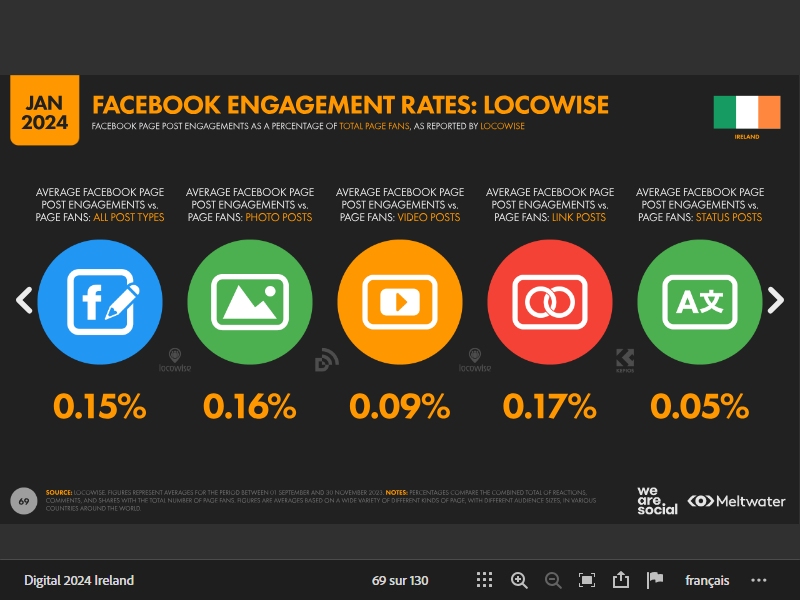 JAN
2024
FACEBOOK ENGAGEMENT RATES: LOCOWISE
FACEBOOK PAGE POST ENGAGEMENTS AS A PERCENTAGE OF TOTAL PAGE FANS, AS REPORTED BY LOCOWISE
IRELAND
AVERAGE FACEBOOK PAGE
POST ENGAGEMENTS vs.
PAGE FANS: ALL POST TYPES
AVERAGE FACEBOOK PAGE
POST ENGAGEMENTS vs.
PAGE FANS: PHOTO POSTS
AVERAGE FACEBOOK PAGE
POST ENGAGEMENTS vs.
PAGE FANS: VIDEO POSTS
AVERAGE FACEBOOK PAGE
POST ENGAGEMENTS vs.
PAGE FANS: LINK POSTS
AVERAGE FACEBOOK PAGE
POST ENGAGEMENTS vs.
PAGE FANS: STATUS POSTS
f
A文
locowise
locowise
KEPIOS
0.15%
0.16%
0.09%
0.17%
0.05%
69
SOURCE: LOCOWISE. FIGURES REPRESENT AVERAGES FOR THE PERIOD BETWEEN 01 SEPTEMBER AND 30 NOVEMBER 2023. NOTES: PERCENTAGES COMPARE THE COMBINED TOTAL OF REACTIONS,
COMMENTS, AND SHARES WITH THE TOTAL NUMBER OF PAGE FANS. FIGURES ARE AVERAGES BASED ON A WIDE VARIETY OF DIFFERENT KINDS OF PAGE, WITH DIFFERENT AUDIENCE SIZES, IN VARIOUS
COUNTRIES AROUND THE WORLD.
we
are
social
Meltwater
Digital 2024 Ireland
69 sur 130
français